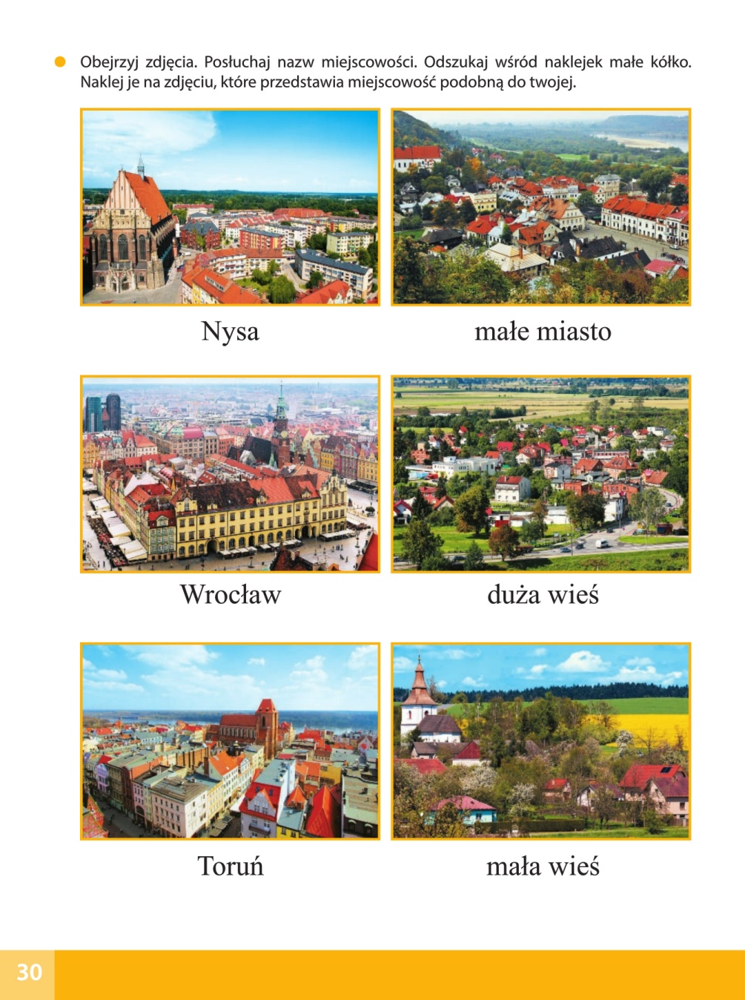 Obejrzyj zdjęcia. Posłuchaj nazw miejscowości. Odszukaj wśród naklejek małe kółko.
Naklej je na zdjęciu, które przedstawia miejscowość podobną do twojej.
Nysa
małe miasto
Wrocław
duża wieś
Toruń
mała wieś
30